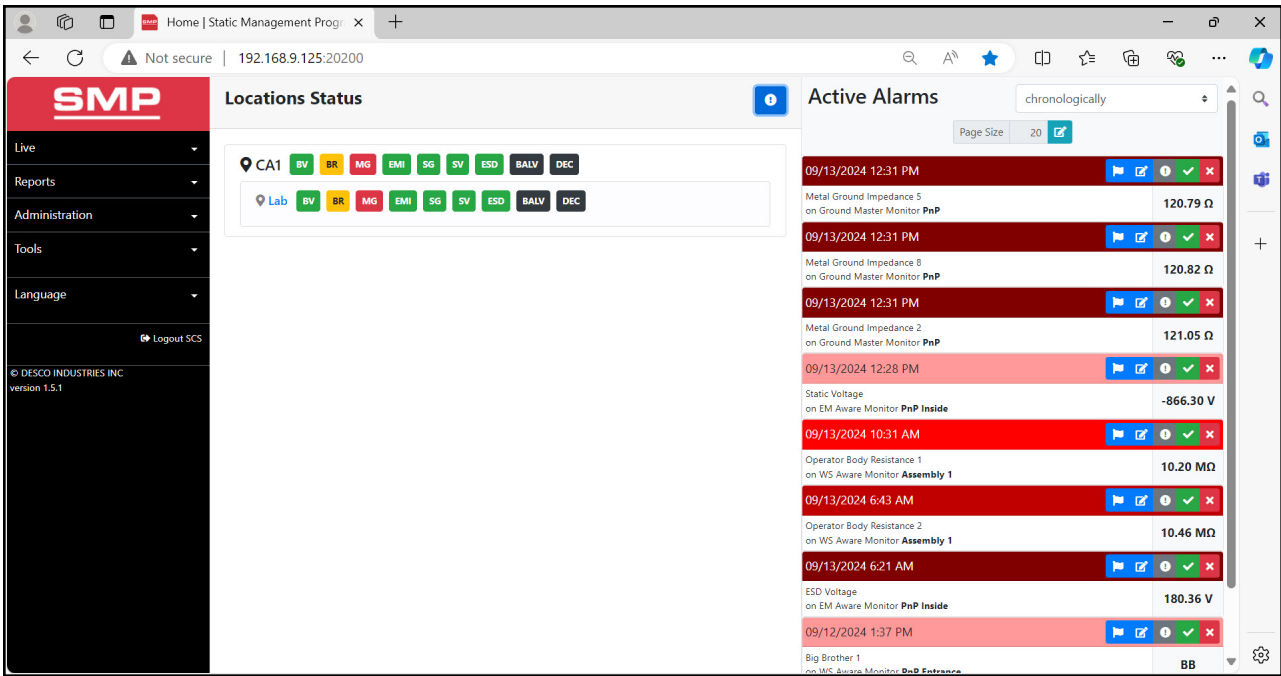 SMP Home | Static Management Progr
Not secure | 192.168.9.125:20200
SMP
Live
Reports
Administration
Tools
Language
Logout SCS
© DESCO INDUSTRIES INC
version 1.5.1
Locations Status
CA1 BV BR MG EMI SG SV ESD BALV DEC
Lab BV BR MG EMI SG SV ESD BALV DEC
Active Alarms
chronologically
Page Size 20
09/13/2024 12:31 PM
Metal Ground Impedance 5
on Ground Master Monitor PnP
120.79 Ω
09/13/2024 12:31 PM
Metal Ground Impedance 8
on Ground Master Monitor PnP
120.82 Ω
09/13/2024 12:31 PM
Metal Ground Impedance 2
on Ground Master Monitor PnP
121.05 Ω
09/13/2024 12:28 PM
Static Voltage
on EM Aware Monitor PnP Inside
-866.30 V
09/13/2024 10:31 AM
Operator Body Resistance 1
on WS Aware Monitor Assembly 1
10.20 MΩ
09/13/2024 6:43 AM
Operator Body Resistance 2
on WS Aware Monitor Assembly 1
10.46 MΩ
09/13/2024 6:21 AM
ESD Voltage
on EM Aware Monitor PnP Inside
180.36 V
09/12/2024 1:37 PM
Big Brother 1
on WS Aware Monitor PnP Entrance
BB